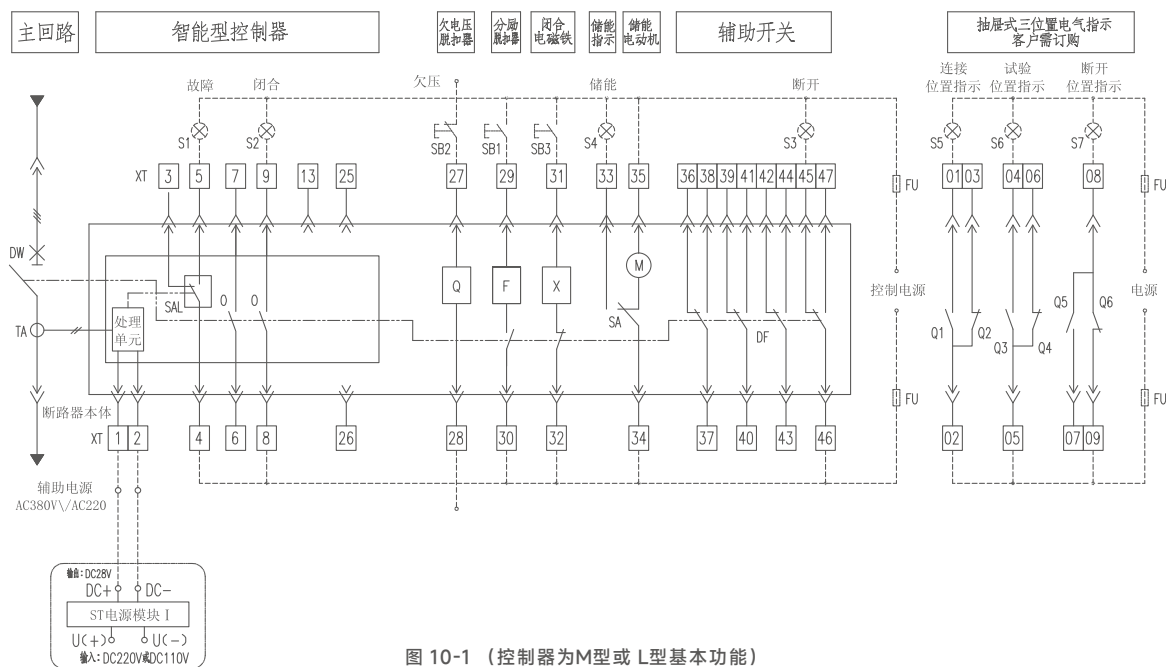 主回路 智能型控制器 欠电压 分励 闭合 储能 储能 辅助开关 抽屉式三位置电气指示
脱扣器 脱扣器 电磁铁 指示 电动机 客户需订购
故障 闭合 欠压 储能 断开 连接 试验 断开
位置指示 位置指示 位置指示
S1 S2 SB2 SB1 SB3 S4 S3 S5 S6 S7
XT 3 5 7 9 13 25 27 29 31 33 35 36 38 39 41 42 44 45 47 FU 01 03 04 06 08 FU
DW
SAL O O Q F X M
TA 处理
单元
SA DF 控制电源 Q1 Q2 Q3 Q4 Q5 Q6 电源
断路器本体 FU FU
XT 1 2 4 6 8 26 28 30 32 34 37 40 43 46 02 05 07 09
辅助电源
AC380V\/AC220
输出:DC28V
DC+ DC-
ST电源模块 I
U(+) U(-)
输入:DC220V或DC110V
图 10-1 （控制器为M型或 L型基本功能）